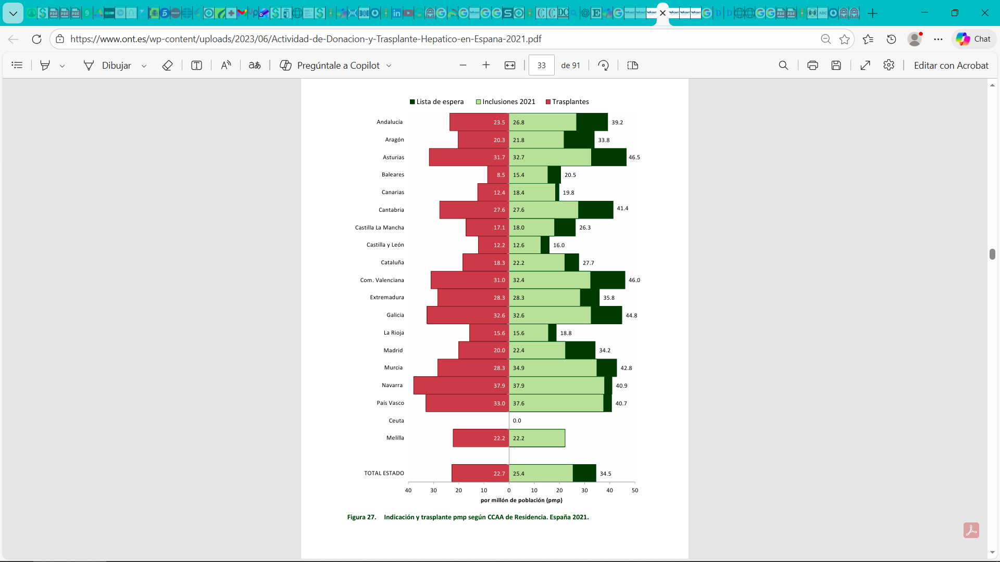 https://www.ont.es/wp-content/uploads/2023/06/Actividad-de-Donacion-y-Trasplante-Hepatico-en-Espana-2021.pdf
Chat
Dibujar
Pregúntale a Copilot
33 de 91
Editar con Acrobat
Lista de espera Inclusiones 2021 Trasplantes
Andalucía 23.5 26.8 39.2
Aragón 20.3 21.8 33.8
Asturias 31.7 32.7 46.5
Baleares 8.5 15.4 20.5
Canarias 12.4 18.4 19.8
Cantabria 27.6 27.6 41.4
Castilla La Mancha 17.1 18.0 26.3
Castilla y León 12.2 12.6 16.0
Cataluña 18.3 22.2 27.7
Com. Valenciana 31.0 32.4 46.0
Extremadura 28.3 28.3 35.8
Galicia 32.6 32.6 44.8
La Rioja 15.6 15.6 18.8
Madrid 20.0 22.4 34.2
Murcia 28.3 34.9 42.8
Navarra 37.9 37.9 40.9
País Vasco 33.0 37.6 40.7
Ceuta 0.0
Melilla 22.2 22.2
TOTAL ESTADO 22.7 25.4 34.5
40 30 20 10 0 10 20 30 40 50
por millón de población (pmp)
Figura 27. Indicación y trasplante pmp según CCAA de Residencia. España 2021.